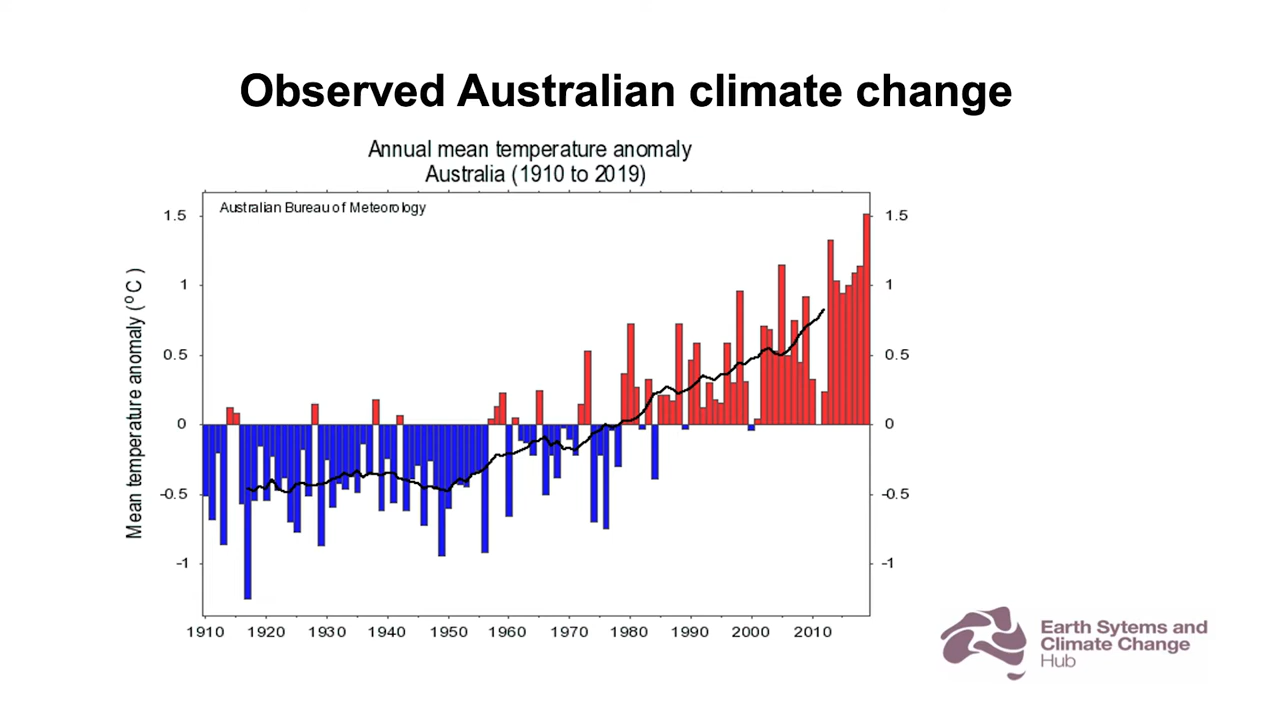 Observed Australian climate change
Annual mean temperature anomaly
Australia (1910 to 2019)
Australian Bureau of Meteorology
Mean temperature anomaly (°C)
1.5
1
0.5
0
-0.5
-1
1.5
1
0.5
0
-0.5
-1
1910 1920 1930 1940 1950 1960 1970 1980 1990 2000 2010
Earth Sytems and
Climate Change
Hub